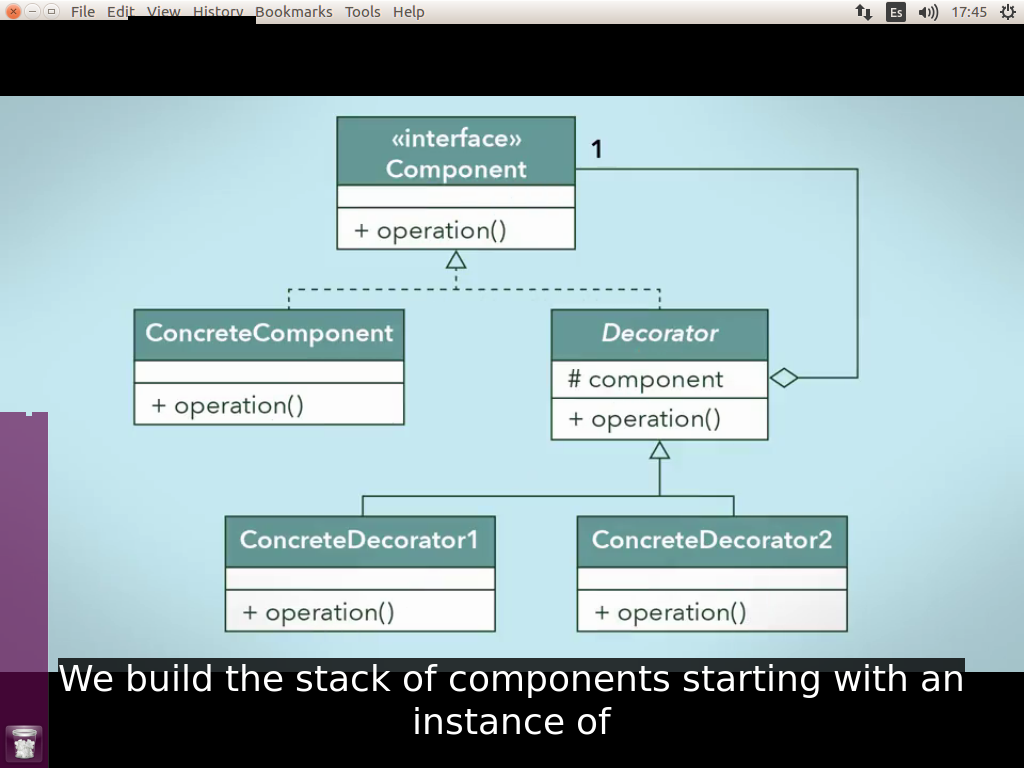 File Edit View History Bookmarks Tools Help Es 17:45
«interface»
Component
1
+ operation()
ConcreteComponent
+ operation()
Decorator
# component
+ operation()
ConcreteDecorator1
+ operation()
ConcreteDecorator2
+ operation()
We build the stack of components starting with an
instance of